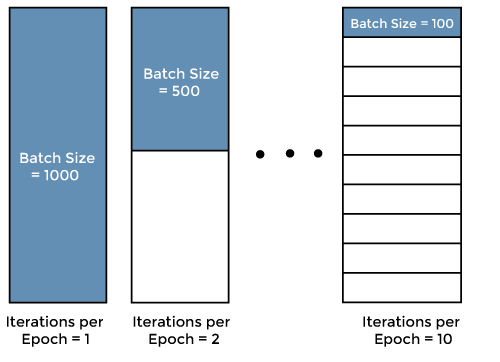 Batch Size
= 1000
Iterations per
Epoch = 1
Batch Size
= 500
Iterations per
Epoch = 2
Batch Size = 100
Iterations per
Epoch = 10